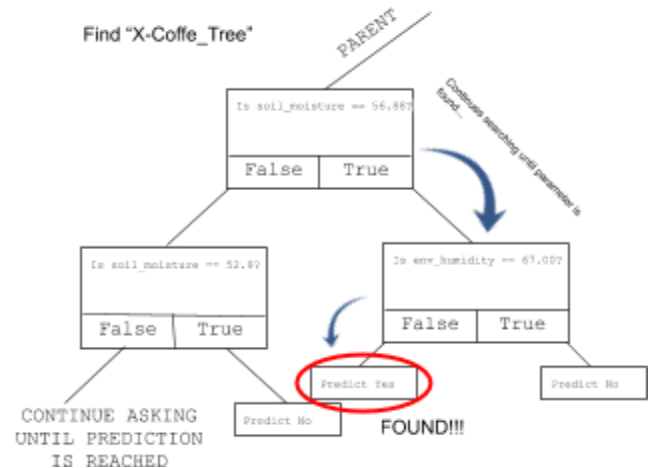 Find "X-Coffe_Tree"
PARENT
Continues searching until parameter is
found...
Is soil_moisture == 56.88?
False True
Is soil_moisture == 52.8?
False True
Is env_humidity == 67.00?
False True
Predict Yes
Predict No
Predict No
FOUND!!!
CONTINUE ASKING
UNTIL PREDICTION
IS REACHED